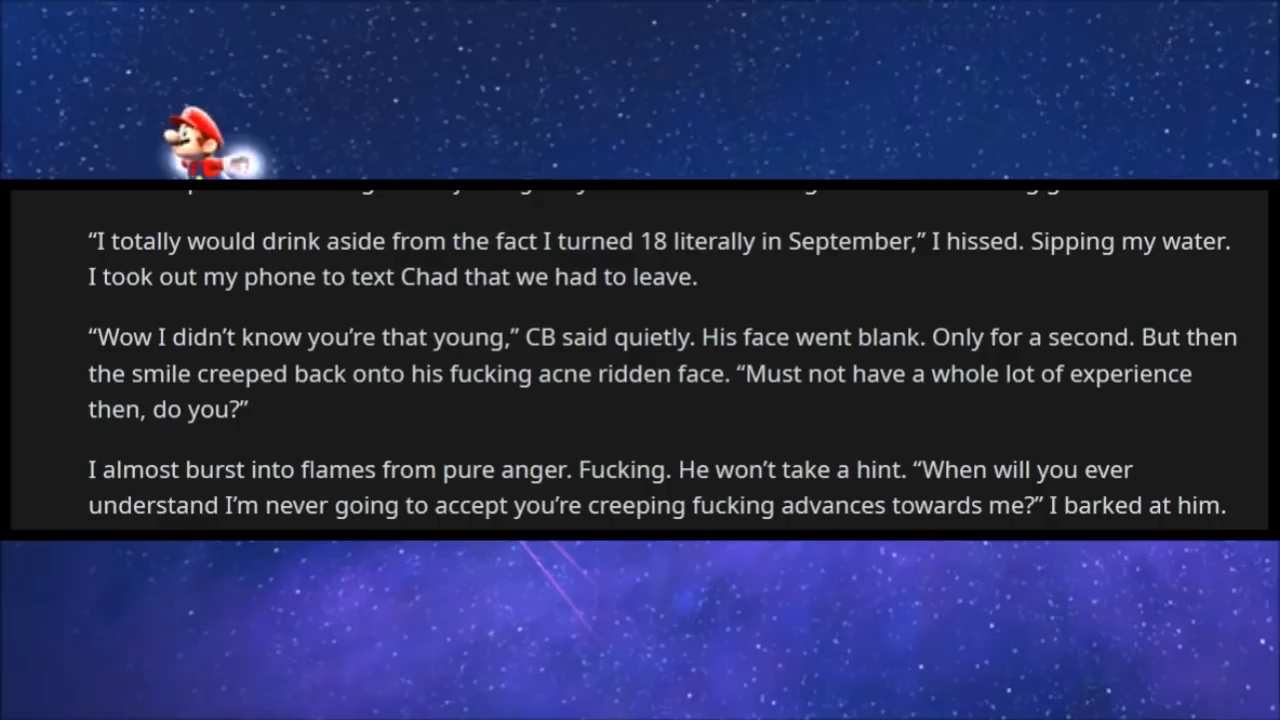 “I totally would drink aside from the fact I turned 18 literally in September,” I hissed. Sipping my water.
I took out my phone to text Chad that we had to leave.
“Wow I didn’t know you’re that young,” CB said quietly. His face went blank. Only for a second. But then
the smile creeped back onto his fucking acne ridden face. “Must not have a whole lot of experience
then, do you?”
I almost burst into flames from pure anger. Fucking. He won’t take a hint. “When will you ever
understand I’m never going to accept you’re creeping fucking advances towards me?” I barked at him.